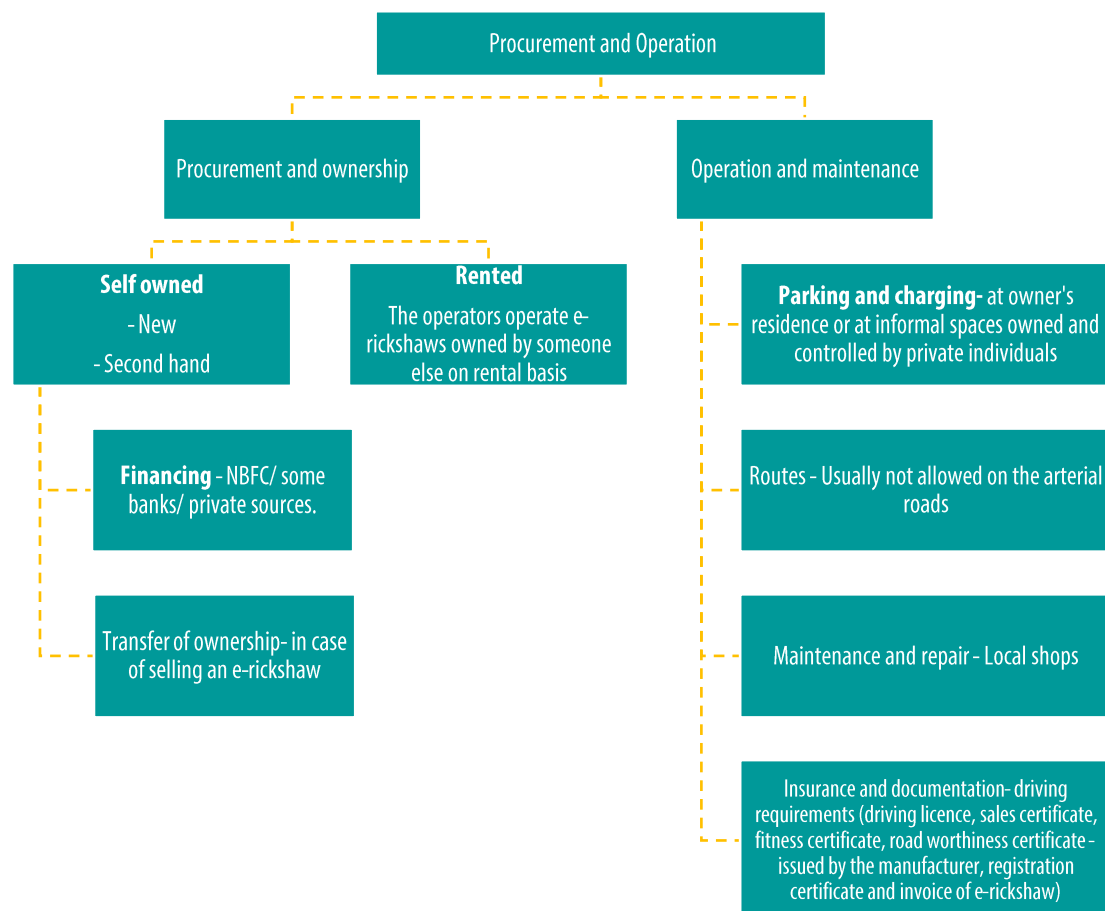 Procurement and Operation
Procurement and ownership
Operation and maintenance
Self owned
- New
- Second hand
Rented
The operators operate e-
rickshaws owned by someone
else on rental basis
Financing - NBFC/ some
banks/ private sources.
Transfer of ownership- in case
of selling an e-rickshaw
Parking and charging- at owner's
residence or at informal spaces owned and
controlled by private individuals
Routes - Usually not allowed on the arterial
roads
Maintenance and repair - Local shops
Insurance and documentation- driving
requirements (driving licence, sales certificate,
fitness certificate, road worthiness certificate -
issued by the manufacturer, registration
certificate and invoice of e-rickshaw)